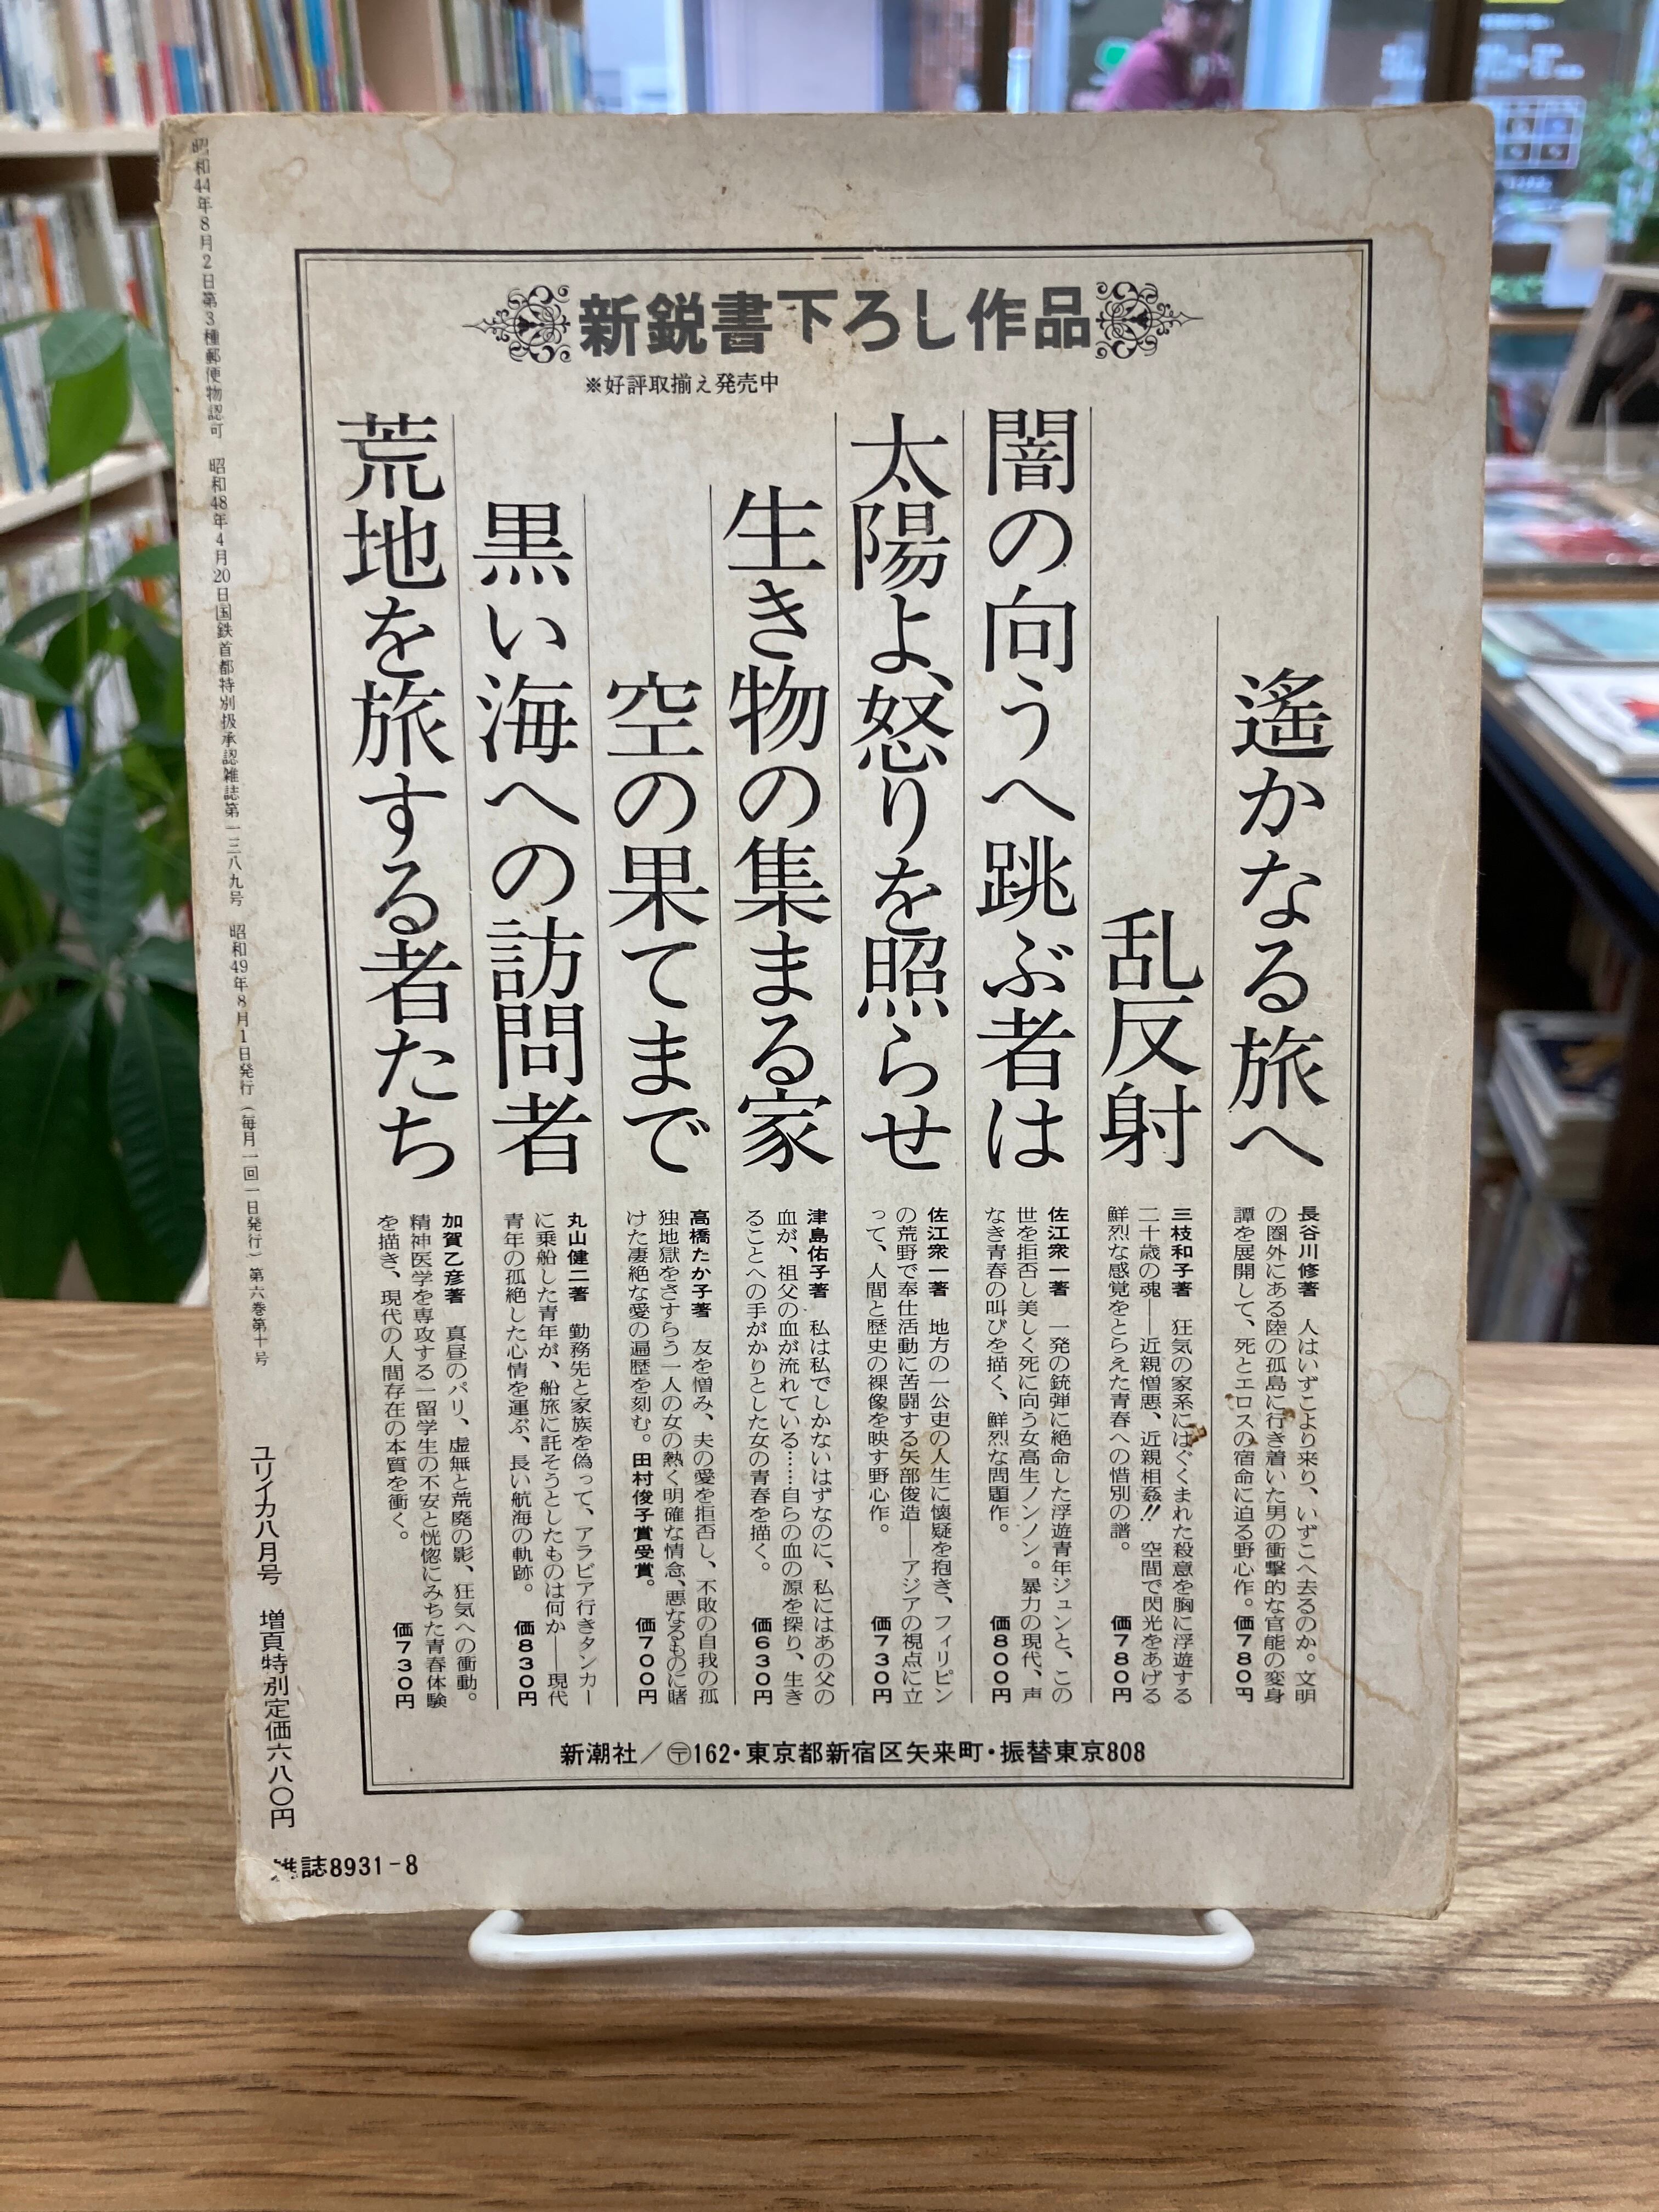 新鋭書下ろし作品
※好評取揃え発売中
遙かなる旅へ
長谷川修著　人はいずこより来り、いずこへ去るのか。文明
の圏外にある陸の孤島に行き着いた男の衝撃的な官能の変身
譚を展開して、死とエロスの宿命に迫る野心作。価780円
乱反射
三枝和子著　狂気の家系にはぐくまれた殺意を胸に浮遊する
二十歳の魂――近親憎悪、近親相姦!!　空間で閃光をあげる
鮮烈な感覚をとらえた青春への惜別の譜。　価780円
闇の向うへ跳ぶ者は
佐江衆一著　一発の銃弾に絶命した浮遊青年ジュンと、この
世を拒否し美しく死に向う女高生ノンノン。暴力の現代、声
なき青春の叫びを描く、鮮烈な問題作。　価800円
太陽よ、怒りを照らせ
佐江衆一著　地方の一公吏の人生に懐疑を抱き、フィリピン
の荒野で奉仕活動に苦闘する矢部俊造――アジアの視点に立
って、人間と歴史の裸像を映す野心作。　価730円
生き物の集まる家
津島佑子著　私は私でしかないはずなのに、私にはあの父の
血が、祖父の血が流れている……自らの血の源を探り、生き
ることへの手がかりとした女の青春を描く。　価630円
空の果てまで
高橋たか子著　友を憎み、夫の愛を拒否し、不敗の自我の孤
独地獄をさすらう一人の女の熱く明確な情念、悪なるものに賭
けた凄絶な愛の遍歴を刻む。田村俊子賞受賞。　価700円
黒い海への訪問者
丸山健二著　勤務先と家族を偽って、アラビア行きタンカー
に乗船した青年が、船旅に託そうとしたものは何か――現代
青年の孤絶した心情を運ぶ、長い航海の軌跡。　価830円
荒地を旅する者たち
加賀乙彦著　真昼のパリ、虚無と荒廃の影、狂気への衝動。
精神医学を専攻する一留学生の不安と恍惚にみちた青春体験
を描き、現代の人間存在の本質を衝く。　価730円
新潮社／〒162・東京都新宿区矢来町・振替東京808
昭和44年8月2日第3種郵便物認可　昭和48年4月20日国鉄首都特別扱承認雑誌第一三八九号　昭和49年8月1日発行（毎月一回一日発行）第六巻第十号
ユリイカ八月号　増頁特別定価六八〇円
雑誌8931-8